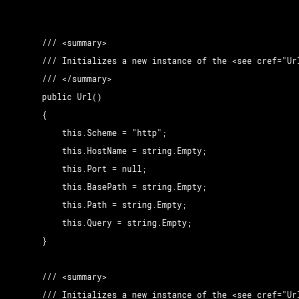 /// <summary>
/// Initializes a new instance of the <see cref="Url
/// </summary>
public Url()
{
this.Scheme = "http";
this.HostName = string.Empty;
this.Port = null;
this.BasePath = string.Empty;
this.Path = string.Empty;
this.Query = string.Empty;
}
/// <summary>
/// Initializes a new instance of the <see cref="Url